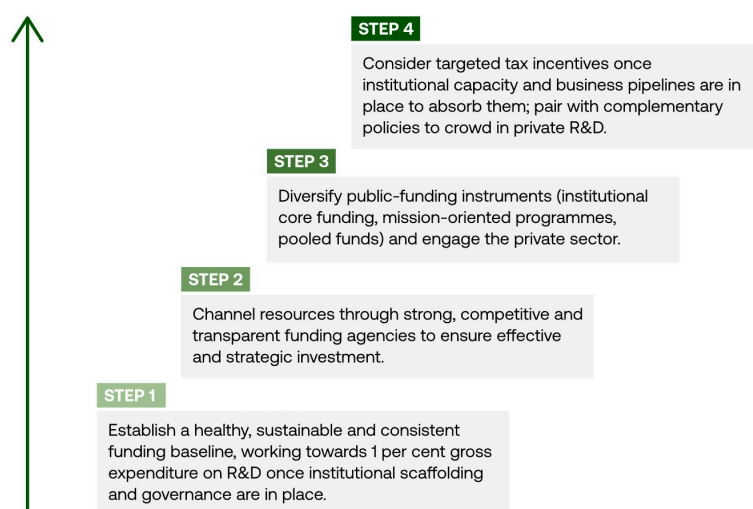 STEP 4
Consider targeted tax incentives once
institutional capacity and business pipelines are in
place to absorb them; pair with complementary
policies to crowd in private R&D.
STEP 3
Diversify public-funding instruments (institutional
core funding, mission-oriented programmes,
pooled funds) and engage the private sector.
STEP 2
Channel resources through strong, competitive and
transparent funding agencies to ensure effective
and strategic investment.
STEP 1
Establish a healthy, sustainable and consistent
funding baseline, working towards 1 per cent gross
expenditure on R&D once institutional scaffolding
and governance are in place.